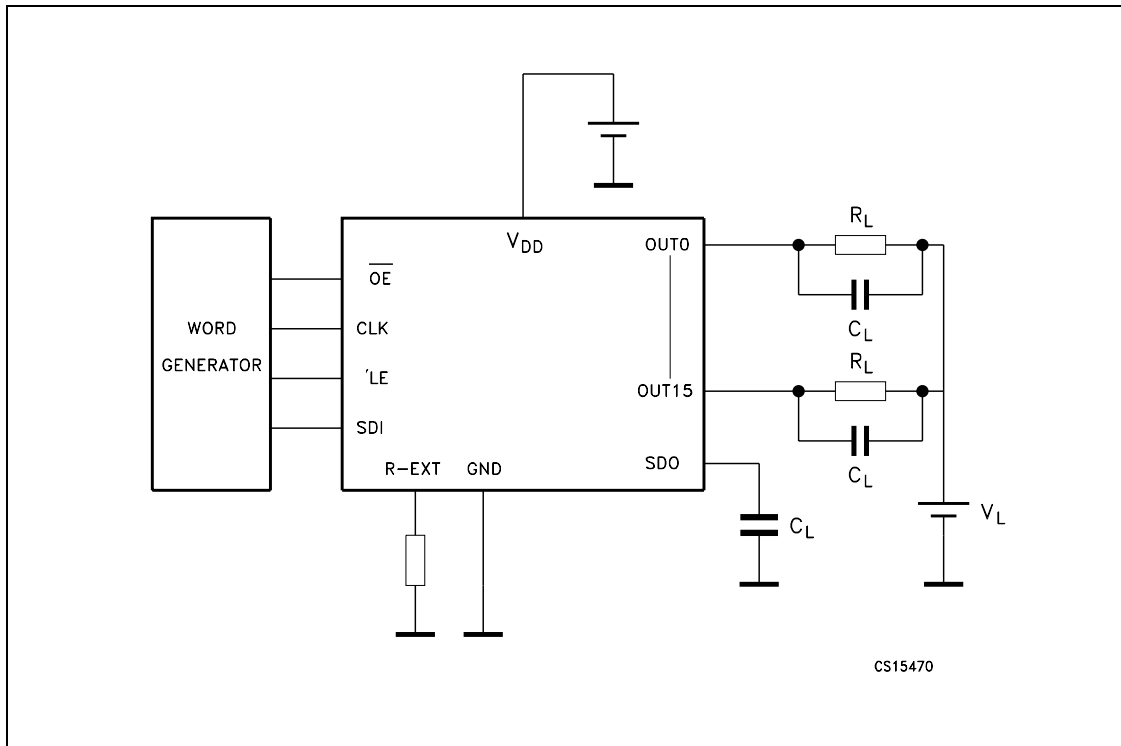 V_DD
OUT0
R_L
OE
C_L
WORD
GENERATOR
CLK
R_L
'LE
OUT15
SDI
SDO
C_L
R-EXT GND
C_L
V_L
CS15470